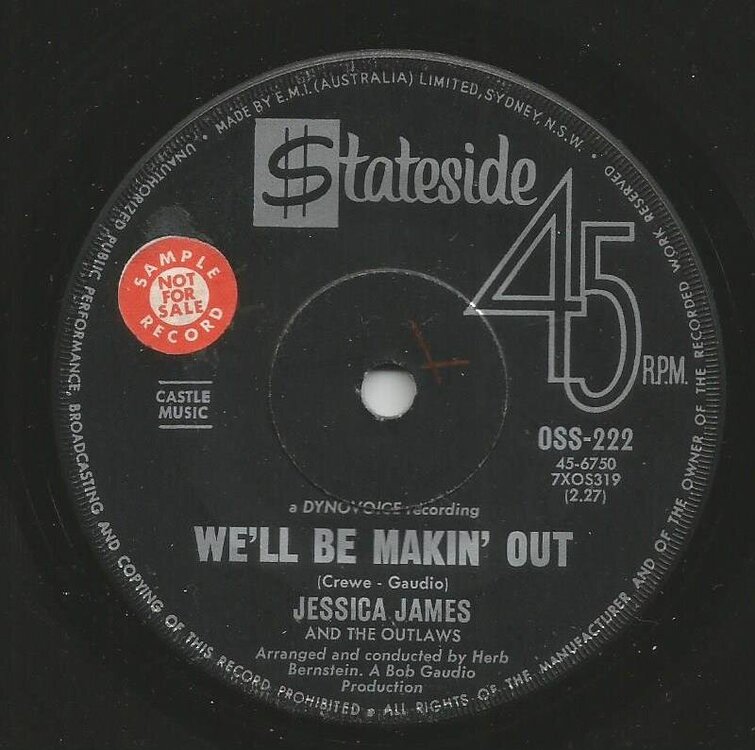 • MADE BY E.M.I. (AUSTRALIA) LIMITED, SYDNEY, N.S.W. •
UNAUTHORIZED PUBLIC PERFORMANCE, BROADCASTING AND COPYING OF THIS RECORD PROHIBITED • ALL RIGHTS OF THE MANUFACTURER AND OF THE OWNER OF THE RECORDED WORK RESERVED
$tateside
45
R.P.M.
SAMPLE
NOT
FOR
SALE
RECORD
CASTLE
MUSIC
OSS-222
45-6750
7XOS319
(2.27)
a DYNOVOICE recording
WE'LL BE MAKIN' OUT
(Crewe - Gaudio)
JESSICA JAMES
AND THE OUTLAWS
Arranged and conducted by Herb
Bernstein. A Bob Gaudio
Production